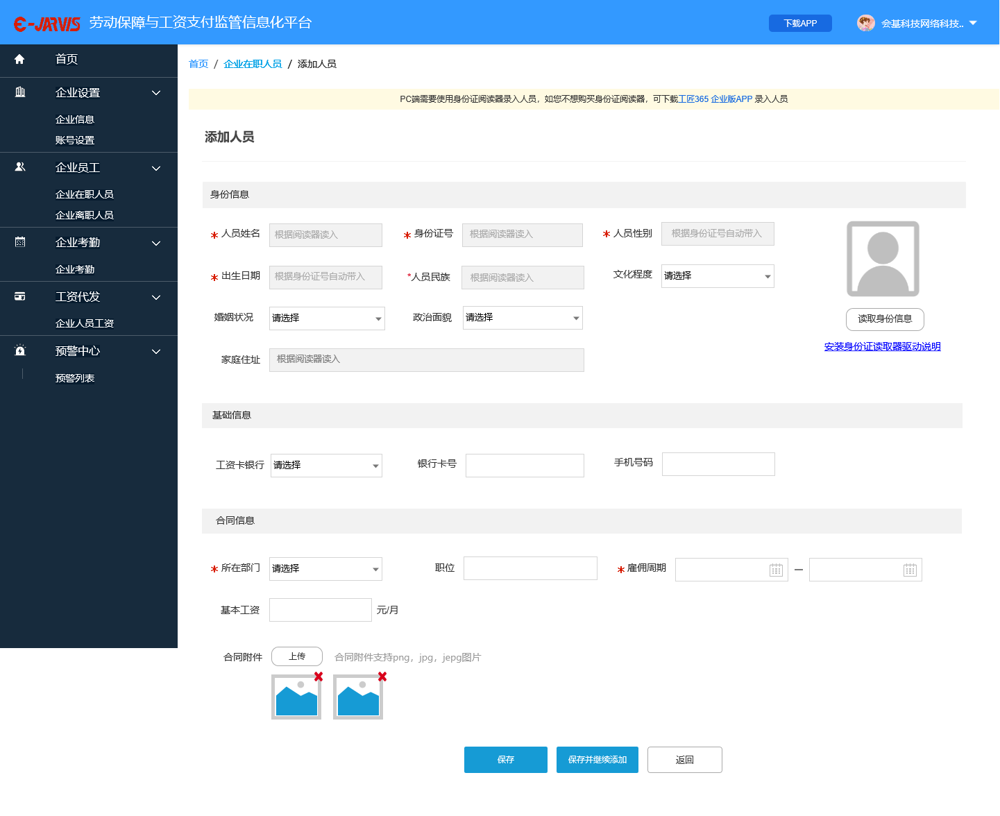 E-JARVIS 劳动保障与工资支付监管信息化平台 下载APP 会基科技网络科技..
首页
企业设置
企业信息
账号设置
企业员工
企业在职人员
企业离职人员
企业考勤
企业考勤
工资代发
企业人员工资
预警中心
预警列表
首页 / 企业在职人员 / 添加人员
PC端需要使用身份证阅读器录入人员，如您不想购买身份证阅读器，可下载工匠365 企业版APP 录入人员
添加人员
身份信息
* 人员姓名 根据阅读器读入 * 身份证号 根据阅读器读入 * 人员性别 根据身份证号自动带入
* 出生日期 根据身份证号自动带入 *人员民族 根据阅读器读入 文化程度 请选择
婚姻状况 请选择 政治面貌 请选择
读取身份信息
安装身份证读取器驱动说明
家庭住址 根据阅读器读入
基础信息
工资卡银行 请选择 银行卡号 手机号码
合同信息
* 所在部门 请选择 职位 * 雇佣周期 —
基本工资 元/月
合同附件 上传 合同附件支持png，jpg，jepg图片
保存 保存并继续添加 返回